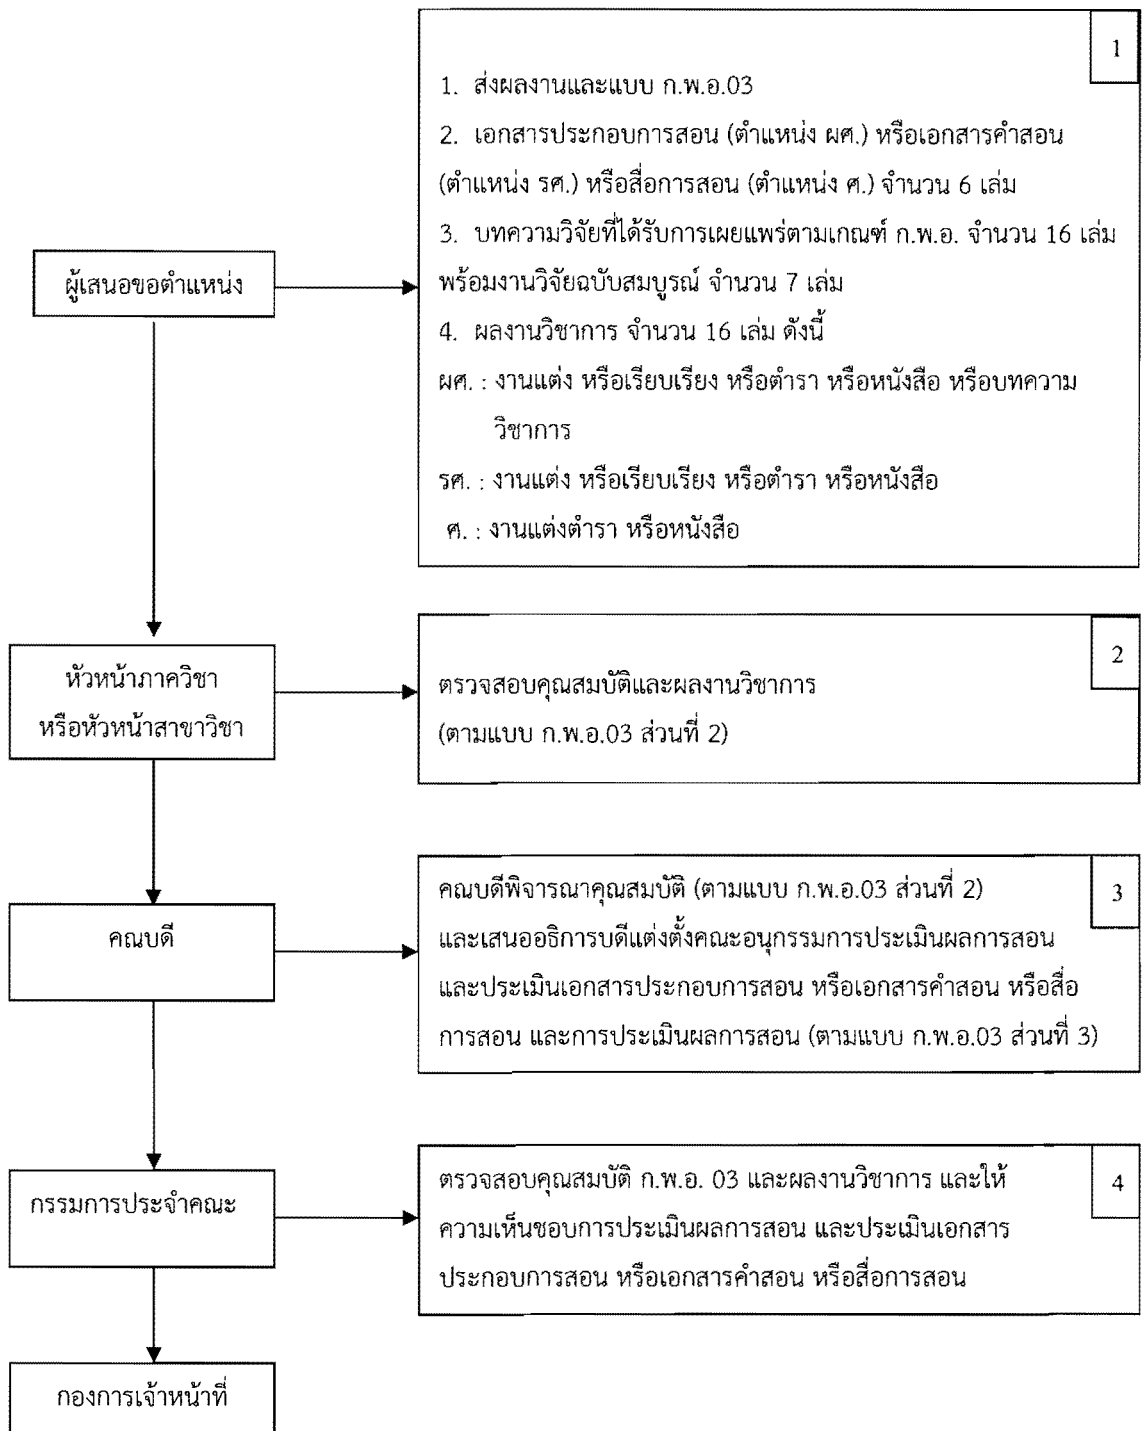 1
1. ส่งผลงานและแบบ ก.พ.อ.03
2. เอกสารประกอบการสอน (ตำแหน่ง ผศ.) หรือเอกสารคำสอน
(ตำแหน่ง รศ.) หรือสื่อการสอน (ตำแหน่ง ศ.) จำนวน 6 เล่ม
3. บทความวิจัยที่ได้รับการเผยแพร่ตามเกณฑ์ ก.พ.อ. จำนวน 16 เล่ม
พร้อมงานวิจัยฉบับสมบูรณ์ จำนวน 7 เล่ม
4. ผลงานวิชาการ จำนวน 16 เล่ม ดังนี้
ผศ. : งานแต่ง หรือเรียบเรียง หรือตำรา หรือหนังสือ หรือบทความ
วิชาการ
รศ. : งานแต่ง หรือเรียบเรียง หรือตำรา หรือหนังสือ
ศ. : งานแต่งตำรา หรือหนังสือ
ผู้เสนอขอตำแหน่ง
หัวหน้าภาควิชา
หรือหัวหน้าสาขาวิชา
2
ตรวจสอบคุณสมบัติและผลงานวิชาการ
(ตามแบบ ก.พ.อ.03 ส่วนที่ 2)
คณบดี
3
คณบดีพิจารณาคุณสมบัติ (ตามแบบ ก.พ.อ.03 ส่วนที่ 2)
และเสนออธิการบดีแต่งตั้งคณะอนุกรรมการประเมินผลการสอน
และประเมินเอกสารประกอบการสอน หรือเอกสารคำสอน หรือสื่อ
การสอน และการประเมินผลการสอน (ตามแบบ ก.พ.อ.03 ส่วนที่ 3)
กรรมการประจำคณะ
4
ตรวจสอบคุณสมบัติ ก.พ.อ. 03 และผลงานวิชาการ และให้
ความเห็นชอบการประเมินผลการสอน และประเมินเอกสาร
ประกอบการสอน หรือเอกสารคำสอน หรือสื่อการสอน
กองการเจ้าหน้าที่